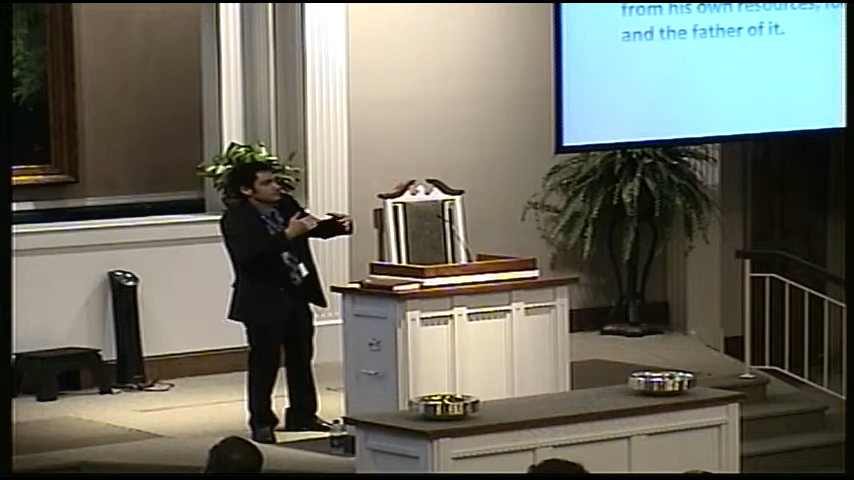 from his own resources, fo
and the father of it.